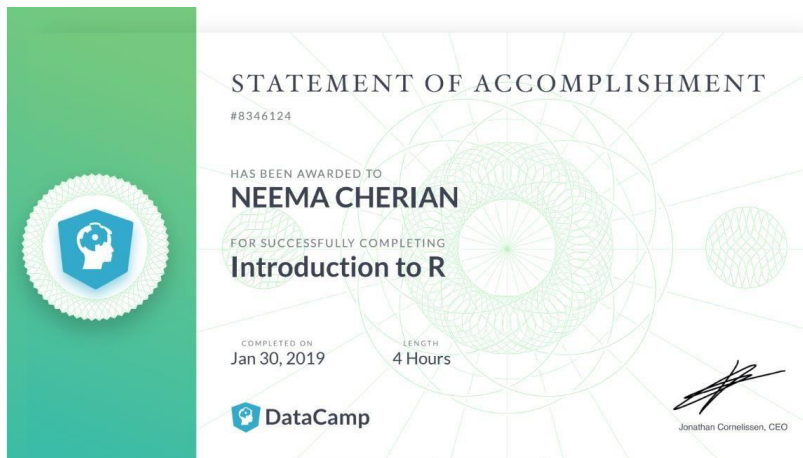 STATEMENT OF ACCOMPLISHMENT
#8346124
HAS BEEN AWARDED TO
NEEMA CHERIAN
FOR SUCCESSFULLY COMPLETING
Introduction to R
COMPLETED ON
Jan 30, 2019
LENGTH
4 Hours
DataCamp
Jonathan Cornelissen, CEO